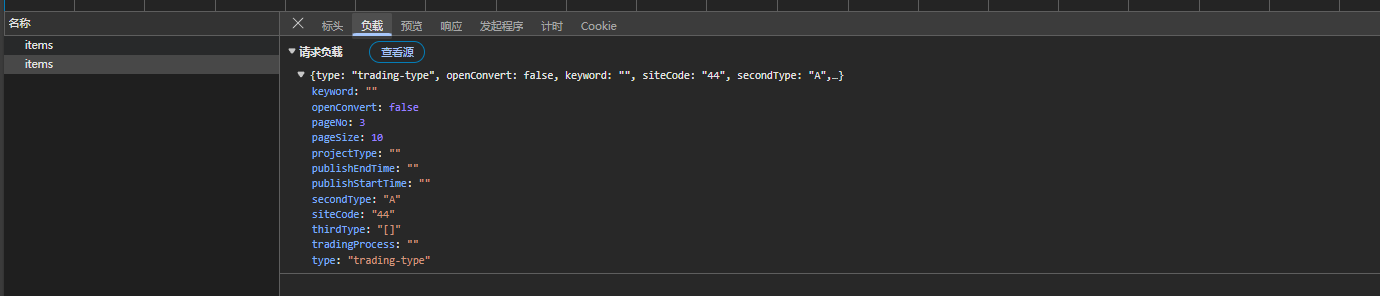 名称
items
items
标头 负载 预览 响应 发起程序 计时 Cookie
请求负载 查看源
{type: "trading-type", openConvert: false, keyword: "", siteCode: "44", secondType: "A",…}
keyword: ""
openConvert: false
pageNo: 3
pageSize: 10
projectType: ""
publishEndTime: ""
publishStartTime: ""
secondType: "A"
siteCode: "44"
thirdType: "[]"
tradingProcess: ""
type: "trading-type"